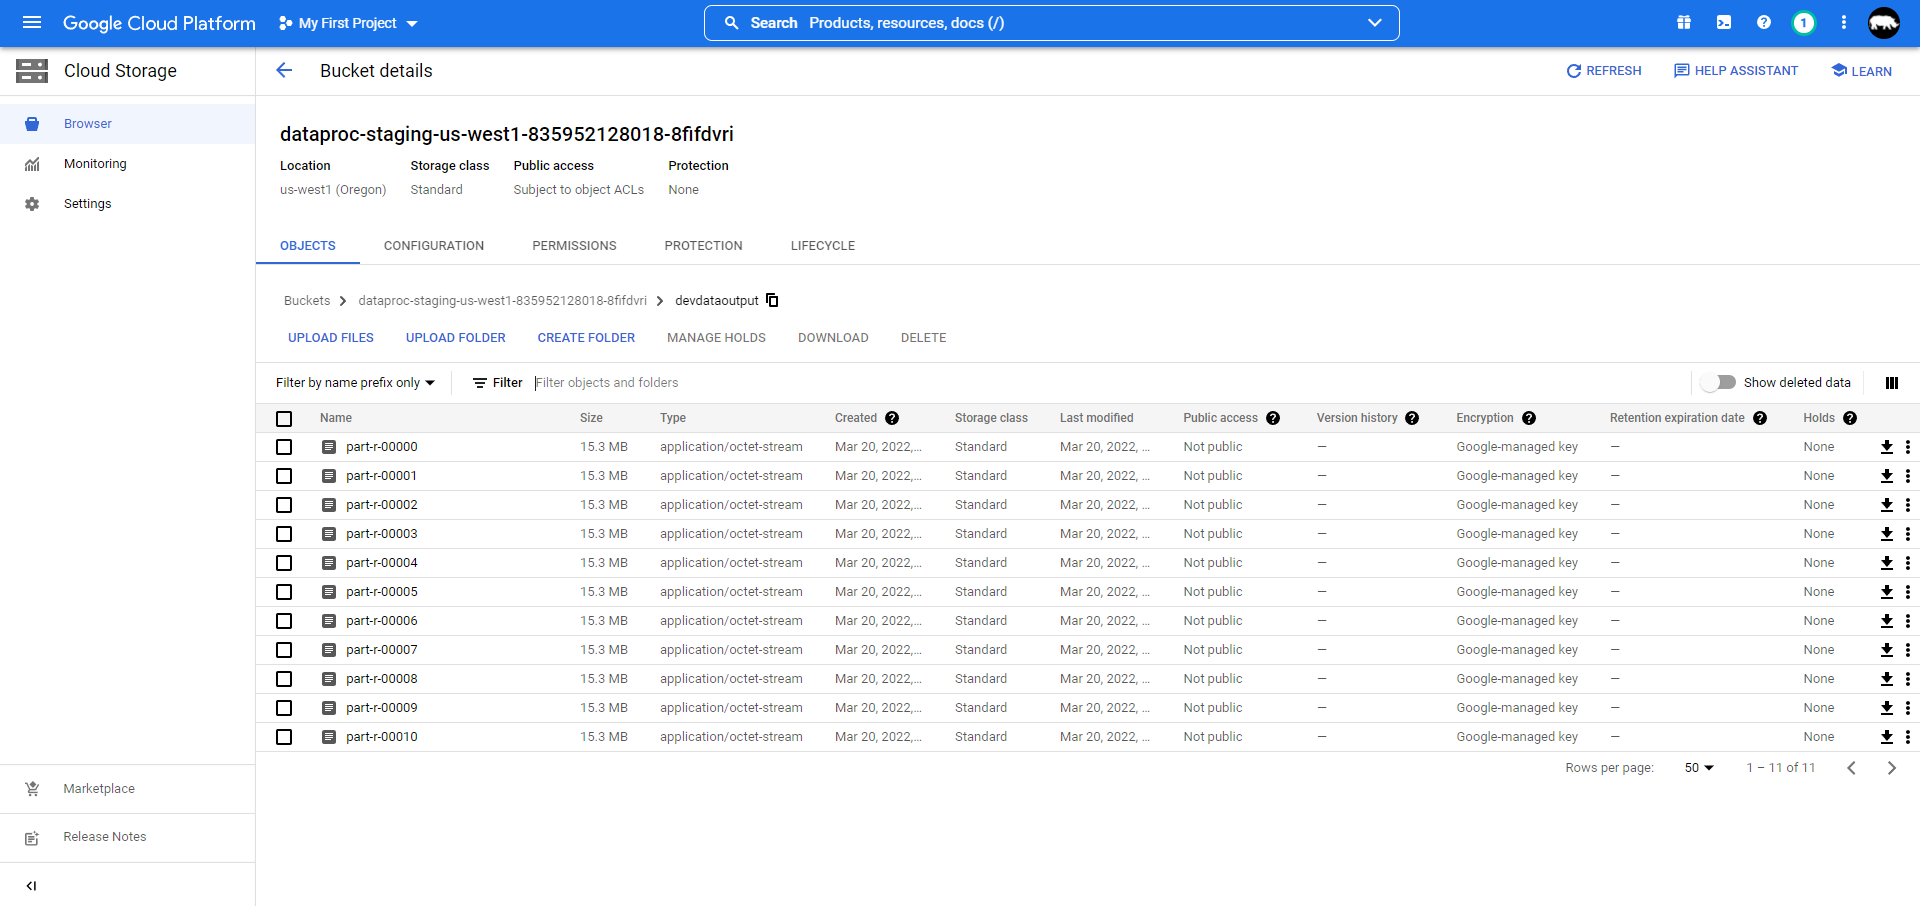 Google Cloud Platform My First Project Search Products, resources, docs (/) 1
Cloud Storage Bucket details REFRESH HELP ASSISTANT LEARN
Browser
Monitoring
Settings
Marketplace
Release Notes
dataproc-staging-us-west1-835952128018-8fifdvri
Location Storage class Public access Protection
us-west1 (Oregon) Standard Subject to object ACLs None
OBJECTS CONFIGURATION PERMISSIONS PROTECTION LIFECYCLE
Buckets > dataproc-staging-us-west1-835952128018-8fifdvri > devdataoutput
UPLOAD FILES UPLOAD FOLDER CREATE FOLDER MANAGE HOLDS DOWNLOAD DELETE
Filter by name prefix only Filter Filter objects and folders Show deleted data
Name Size Type Created Storage class Last modified Public access Version history Encryption Retention expiration date Holds
part-r-00000 15.3 MB application/octet-stream Mar 20, 2022,... Standard Mar 20, 2022, ... Not public — Google-managed key — None
part-r-00001 15.3 MB application/octet-stream Mar 20, 2022,... Standard Mar 20, 2022, ... Not public — Google-managed key — None
part-r-00002 15.3 MB application/octet-stream Mar 20, 2022,... Standard Mar 20, 2022, ... Not public — Google-managed key — None
part-r-00003 15.3 MB application/octet-stream Mar 20, 2022,... Standard Mar 20, 2022, ... Not public — Google-managed key — None
part-r-00004 15.3 MB application/octet-stream Mar 20, 2022,... Standard Mar 20, 2022, ... Not public — Google-managed key — None
part-r-00005 15.3 MB application/octet-stream Mar 20, 2022,... Standard Mar 20, 2022, ... Not public — Google-managed key — None
part-r-00006 15.3 MB application/octet-stream Mar 20, 2022,... Standard Mar 20, 2022, ... Not public — Google-managed key — None
part-r-00007 15.3 MB application/octet-stream Mar 20, 2022,... Standard Mar 20, 2022, ... Not public — Google-managed key — None
part-r-00008 15.3 MB application/octet-stream Mar 20, 2022,... Standard Mar 20, 2022, ... Not public — Google-managed key — None
part-r-00009 15.3 MB application/octet-stream Mar 20, 2022,... Standard Mar 20, 2022, ... Not public — Google-managed key — None
part-r-00010 15.3 MB application/octet-stream Mar 20, 2022,... Standard Mar 20, 2022, ... Not public — Google-managed key — None
Rows per page: 50 1 – 11 of 11